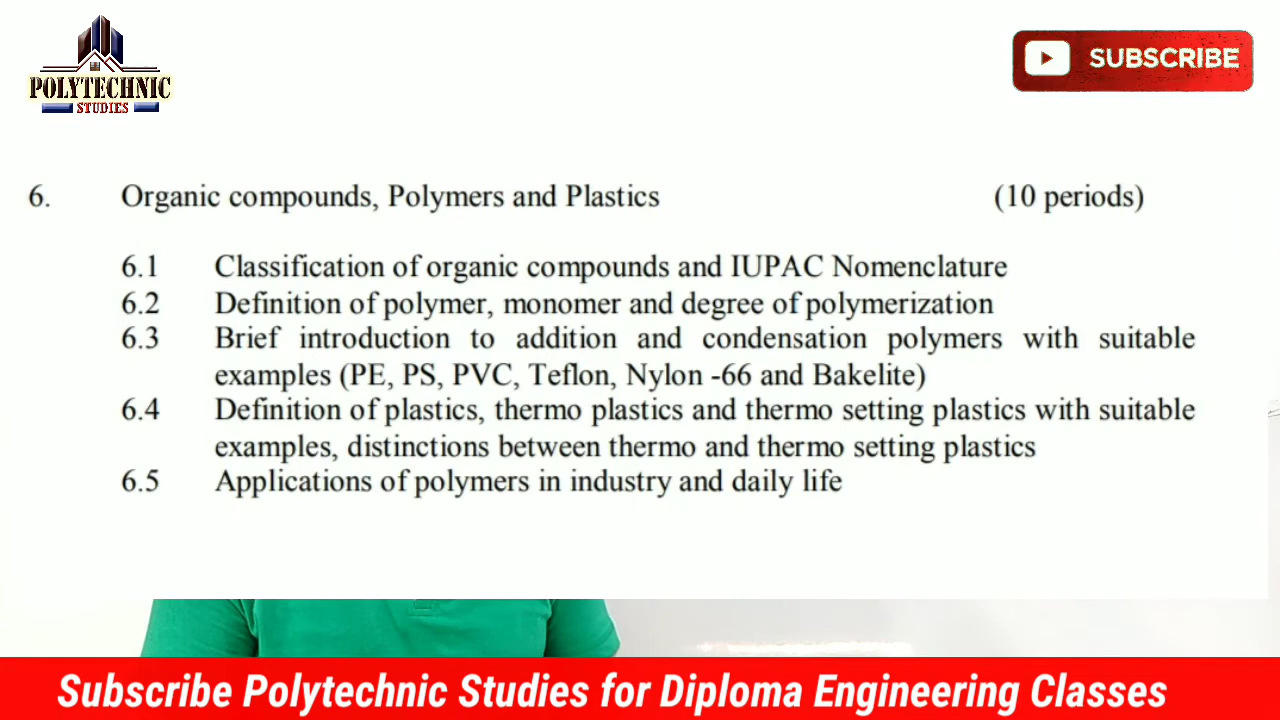 POLYTECHNIC
STUDIES
SUBSCRIBE
6. Organic compounds, Polymers and Plastics (10 periods)
6.1 Classification of organic compounds and IUPAC Nomenclature
6.2 Definition of polymer, monomer and degree of polymerization
6.3 Brief introduction to addition and condensation polymers with suitable
examples (PE, PS, PVC, Teflon, Nylon -66 and Bakelite)
6.4 Definition of plastics, thermo plastics and thermo setting plastics with suitable
examples, distinctions between thermo and thermo setting plastics
6.5 Applications of polymers in industry and daily life
Subscribe Polytechnic Studies for Diploma Engineering Classes